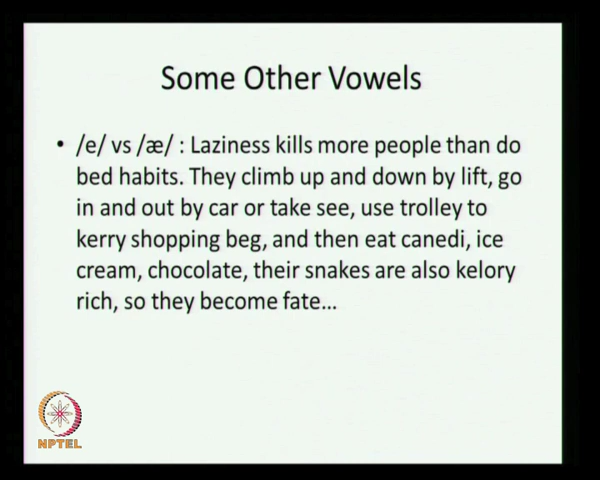 Some Other Vowels
• /e/ vs /æ/ : Laziness kills more people than do
bed habits. They climb up and down by lift, go
in and out by car or take see, use trolley to
kerry shopping beg, and then eat canedi, ice
cream, chocolate, their snakes are also kelory
rich, so they become fate...
NPTEL